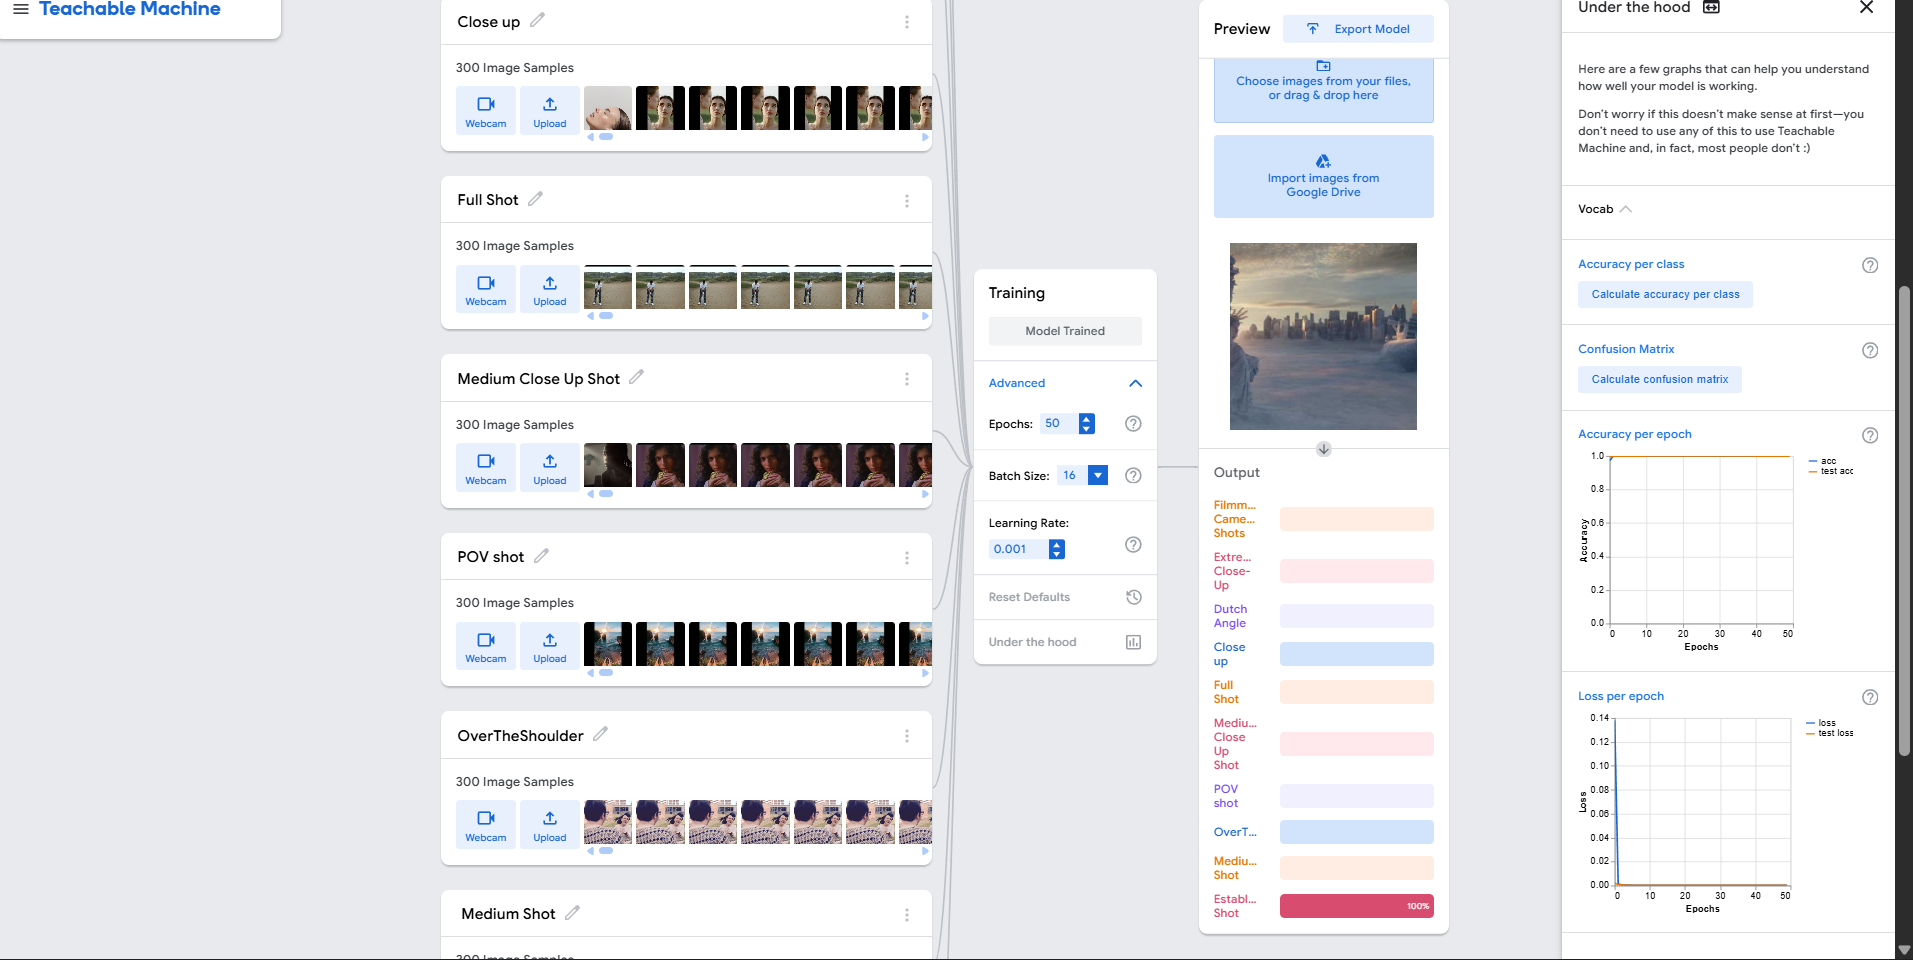 Teachable Machine
Close up
300 Image Samples
Webcam
Upload
Full Shot
300 Image Samples
Webcam
Upload
Medium Close Up Shot
300 Image Samples
Webcam
Upload
POV shot
300 Image Samples
Webcam
Upload
OverTheShoulder
300 Image Samples
Webcam
Upload
Medium Shot
300 Image Samples
Training
Model Trained
Advanced
Epochs: 50
Batch Size: 16
Learning Rate:
0.001
Reset Defaults
Under the hood
Preview
Export Model
Choose images from your files,
or drag & drop here
Import images from
Google Drive
Output
Filmm...
Came...
Shots
Extre...
Close-
Up
Dutch
Angle
Close
up
Full
Shot
Mediu...
Close
Up
Shot
POV
shot
OverT...
Mediu...
Shot
Establ...
Shot
100%
Under the hood
Here are a few graphs that can help you understand
how well your model is working.
Don't worry if this doesn't make sense at first—you
don't need to use any of this to use Teachable
Machine and, in fact, most people don't :)
Vocab
Accuracy per class
Calculate accuracy per class
Confusion Matrix
Calculate confusion matrix
Accuracy per epoch
1.0
0.8
0.6
0.4
0.2
0.0
Accuracy
0 10 20 30 40 50
Epochs
acc
test acc
Loss per epoch
0.14
0.12
0.10
0.08
0.06
0.04
0.02
0.00
Loss
0 10 20 30 40 50
Epochs
loss
test loss